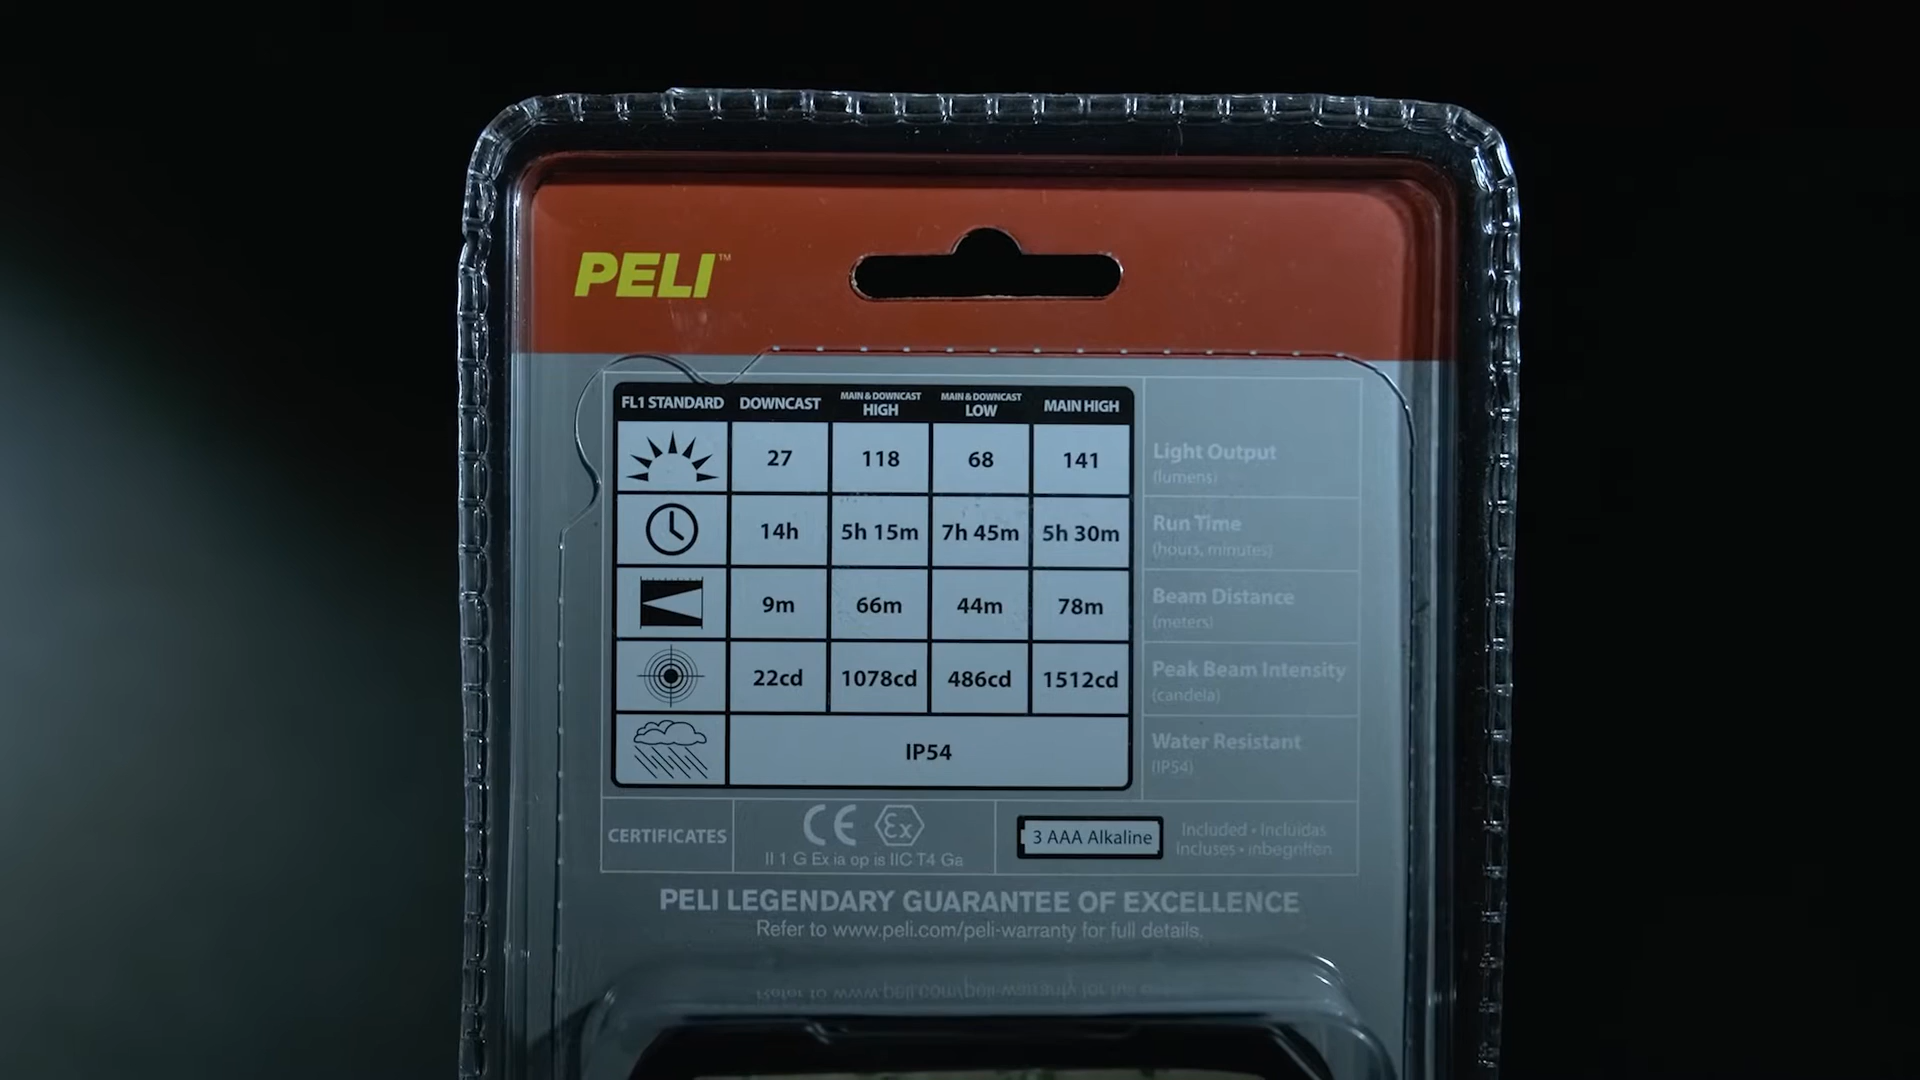 PELI™
FL1 STANDARD DOWNCAST MAIN & DOWNCAST HIGH MAIN & DOWNCAST LOW MAIN HIGH
27 118 68 141 Light Output (lumens)
14h 5h 15m 7h 45m 5h 30m Run Time (hours, minutes)
9m 66m 44m 78m Beam Distance (meters)
22cd 1078cd 486cd 1512cd Peak Beam Intensity (candela)
IP54 Water Resistant (IP54)
CERTIFICATES CE Ex 3 AAA Alkaline Included • Incluidas
II 1 G Ex ia op is IIC T4 Ga Incluses • inbegriffen
PELI LEGENDARY GUARANTEE OF EXCELLENCE
Refer to www.peli.com/peli-warranty for full details.